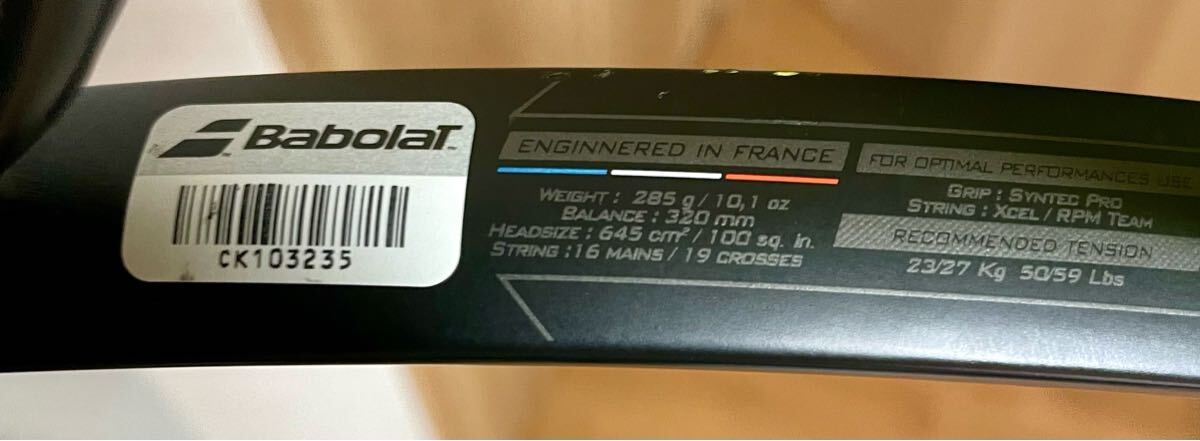 BABOLAT
CK103235
ENGINNERED IN FRANCE
WEIGHT : 285 g / 10,1 oz
BALANCE : 320 mm
HEADSIZE : 645 cm² / 100 sq. in.
STRING : 16 MAINS / 19 CROSSES
FOR OPTIMAL PERFORMANCES USE
GRIP : SYNTEC PRO
STRING : XCEL / RPM TEAM
RECOMMENDED TENSION
23/27 Kg 50/59 Lbs